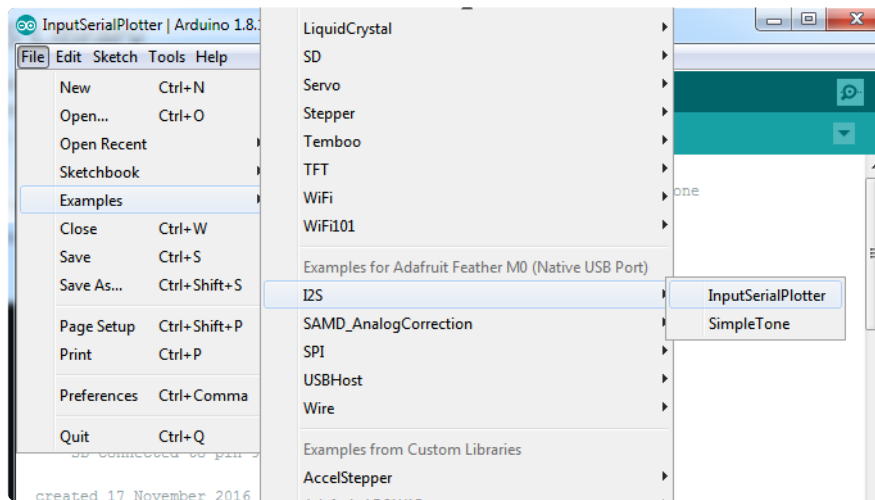 InputSerialPlotter | Arduino 1.8.
File Edit Sketch Tools Help
New Ctrl+N
Open... Ctrl+O
Open Recent
Sketchbook
Examples
Close Ctrl+W
Save Ctrl+S
Save As... Ctrl+Shift+S
Page Setup Ctrl+Shift+P
Print Ctrl+P
Preferences Ctrl+Comma
Quit Ctrl+Q
LiquidCrystal
SD
Servo
Stepper
Temboo
TFT
WiFi
WiFi101
Examples for Adafruit Feather M0 (Native USB Port)
I2S
SAMD_AnalogCorrection
SPI
USBHost
Wire
Examples from Custom Libraries
AccelStepper
InputSerialPlotter
SimpleTone
one
created 17 November 2016